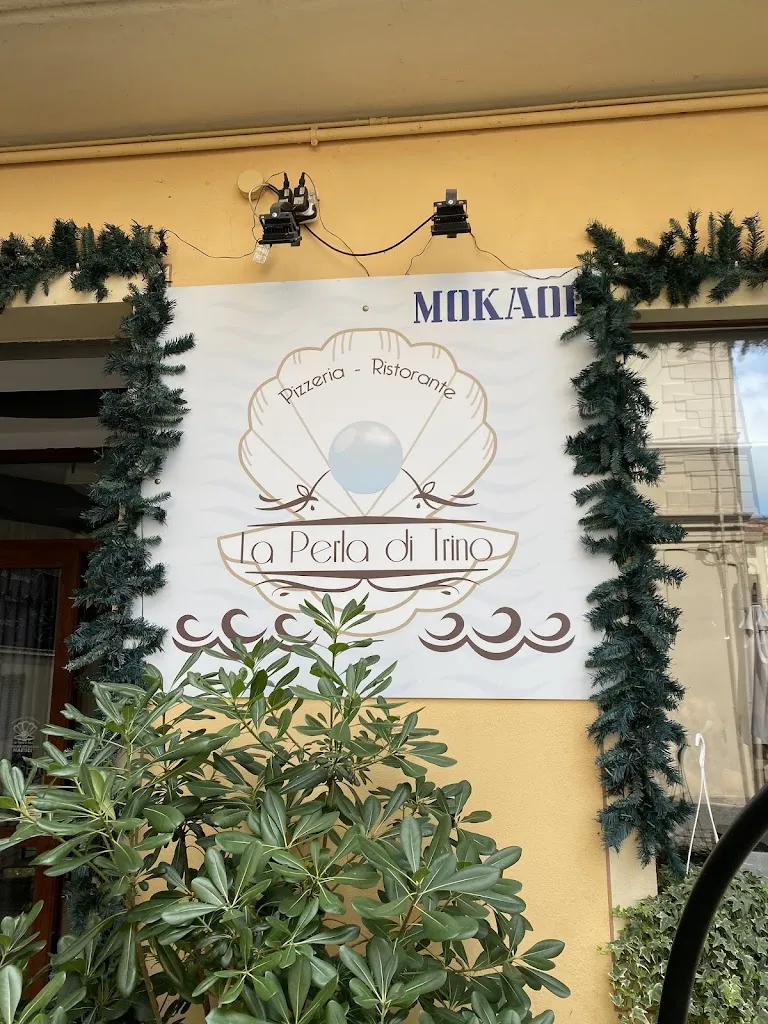 MOKAOR
Pizzeria - Ristorante
La Perla di Trino